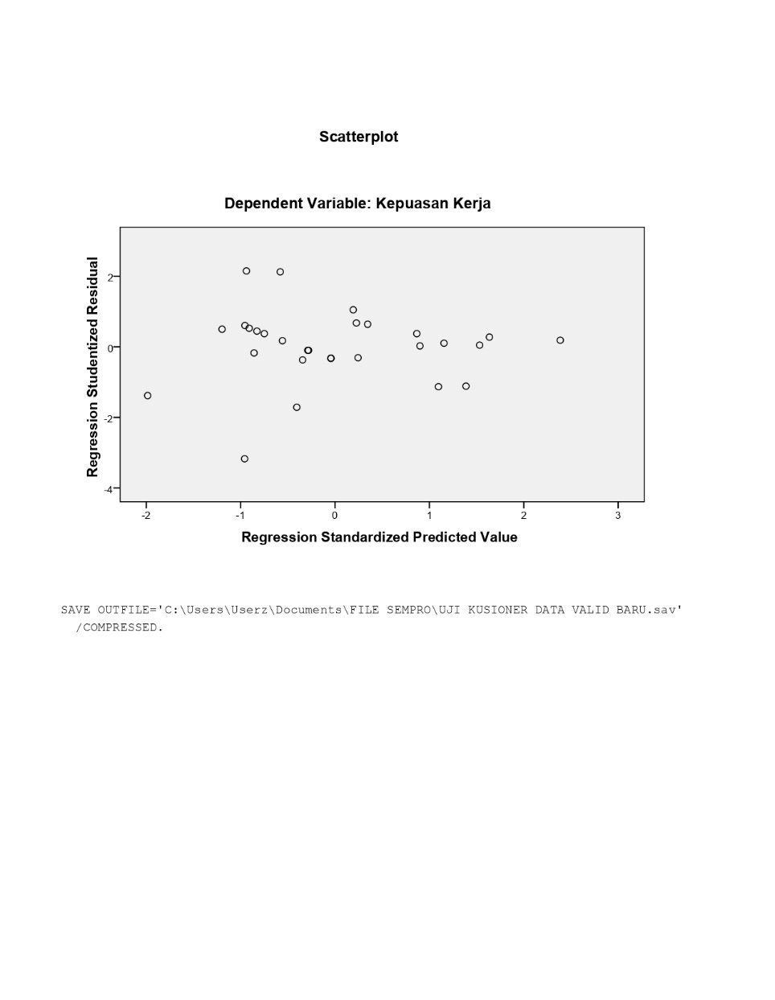 Scatterplot
Dependent Variable: Kepuasan Kerja
Regression Studentized Residual
2
0
-2
-4
-2
-1
0
1
2
3
Regression Standardized Predicted Value
SAVE OUTFILE='C:\Users\Userz\Documents\FILE SEMPRO\UJI KUSIONER DATA VALID BARU.sav'
/COMPRESSED.